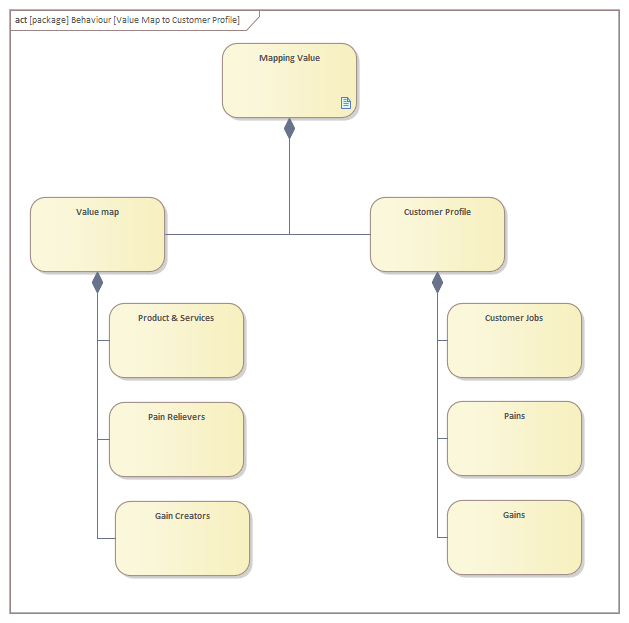 act [package] Behaviour [Value Map to Customer Profile]
Mapping Value
Value map
Customer Profile
Product & Services
Customer Jobs
Pain Relievers
Pains
Gain Creators
Gains